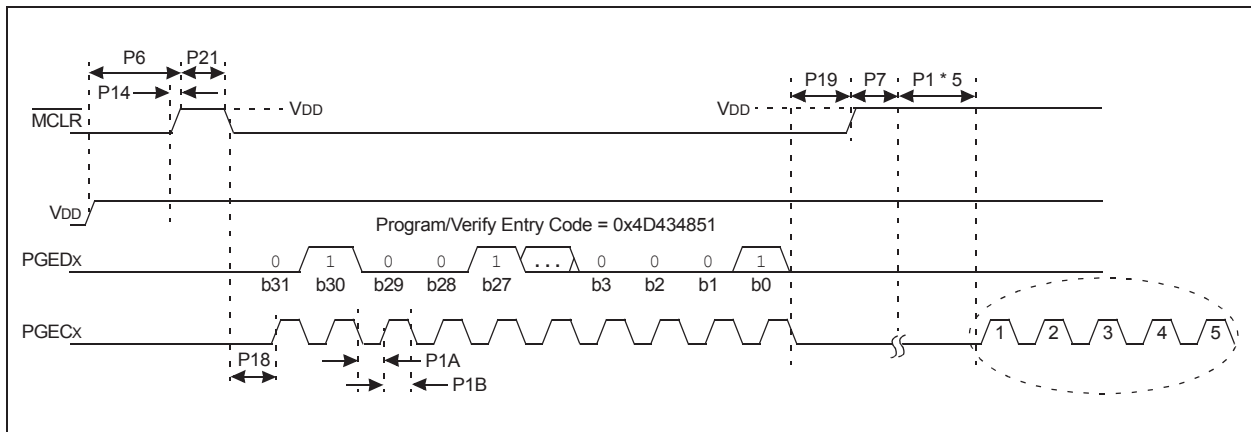 P6 P21 P19 P7 P1 * 5
P14
MCLR VDD VDD
VDD
Program/Verify Entry Code = 0x4D434851
PGEDx 0 1 0 0 1 ... 0 0 0 1
b31 b30 b29 b28 b27 b3 b2 b1 b0
PGECx 1 2 3 4 5
P18 P1A
P1B